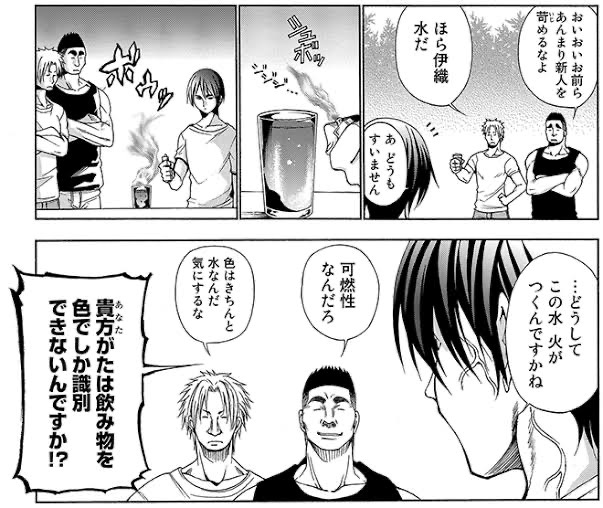 おいおいお前ら
あんまり新人を
苛めるなよ
ほら伊織
水だ
あ どうも
すいません
ジジジ…
シュボッ
ボウッ
…どうして
この水 火が
つくんですかね
可燃性
なんだろ
色はきちんと
水なんだ
気にするな
貴方がたは飲み物を
あなた
色でしか識別
できないんですか!?